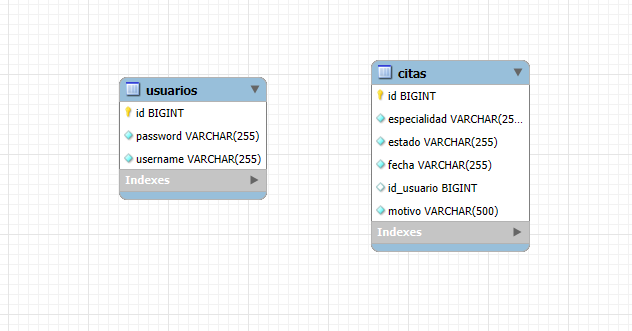 usuarios
id BIGINT
password VARCHAR(255)
username VARCHAR(255)
Indexes
citas
id BIGINT
especialidad VARCHAR(25...
estado VARCHAR(255)
fecha VARCHAR(255)
id_usuario BIGINT
motivo VARCHAR(500)
Indexes